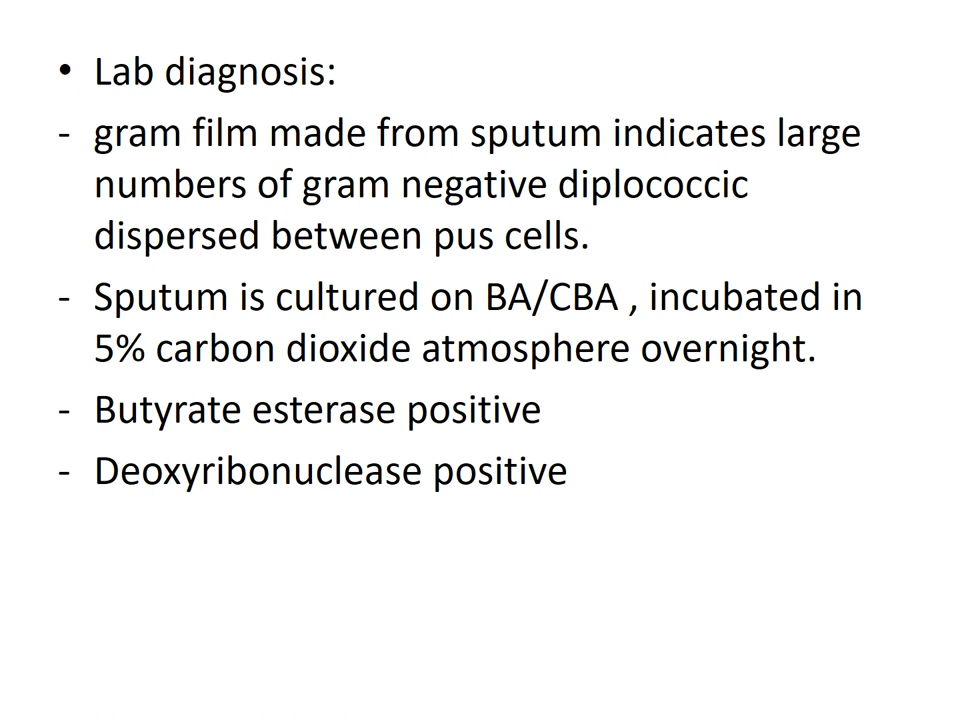 • Lab diagnosis:
- gram film made from sputum indicates large
numbers of gram negative diplococcic
dispersed between pus cells.
- Sputum is cultured on BA/CBA , incubated in
5% carbon dioxide atmosphere overnight.
- Butyrate esterase positive
- Deoxyribonuclease positive